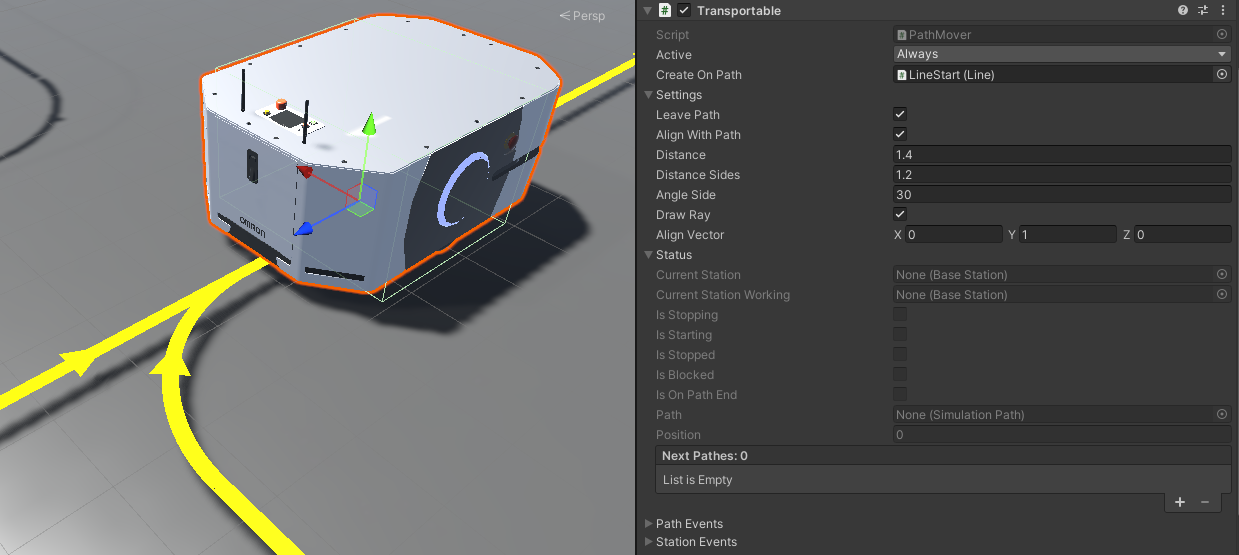 Persp
OMRON
# Transportable
Script # PathMover
Active Always
Create On Path # LineStart (Line)
Settings
Leave Path
Align With Path
Distance 1.4
Distance Sides 1.2
Angle Side 30
Draw Ray
Align Vector X 0 Y 1 Z 0
Status
Current Station None (Base Station)
Current Station Working None (Base Station)
Is Stopping
Is Starting
Is Stopped
Is Blocked
Is On Path End
Path None (Simulation Path)
Position 0
Next Pathes: 0
List is Empty
+ −
Path Events
Station Events